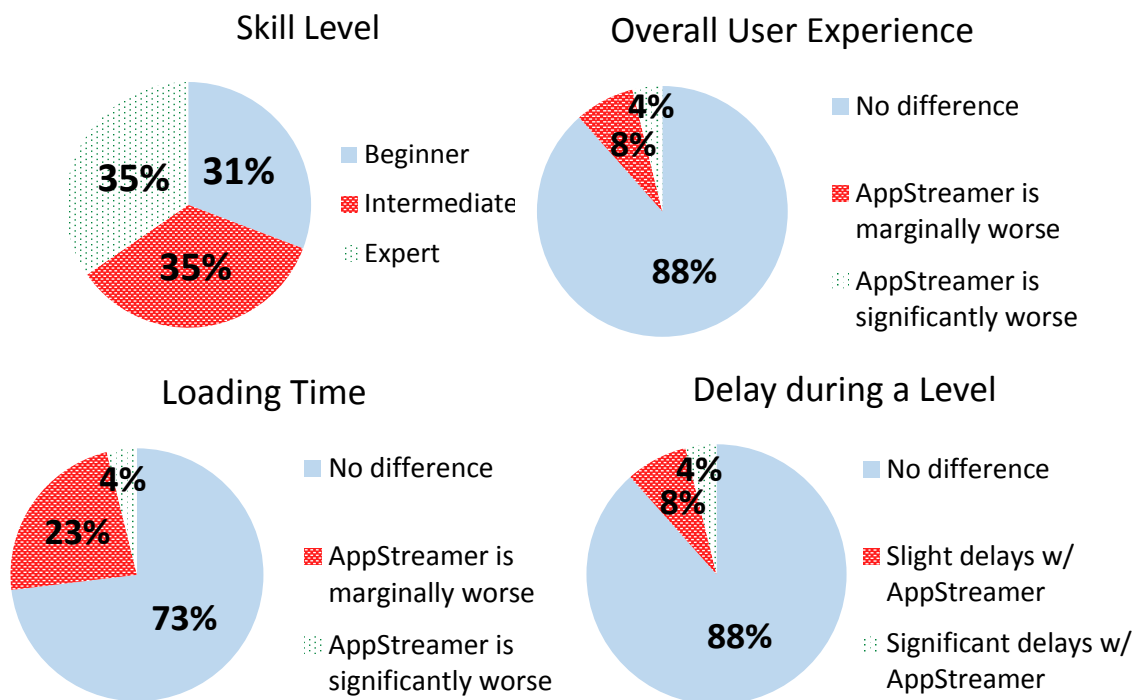 Skill Level
31%
35%
35%
Beginner
Intermediate
Expert
Overall User Experience
4%
8%
88%
No difference
AppStreamer is
marginally worse
AppStreamer is
significantly worse
Loading Time
4%
23%
73%
No difference
AppStreamer is
marginally worse
AppStreamer is
significantly worse
Delay during a Level
4%
8%
88%
No difference
Slight delays w/
AppStreamer
Significant delays w/
AppStreamer